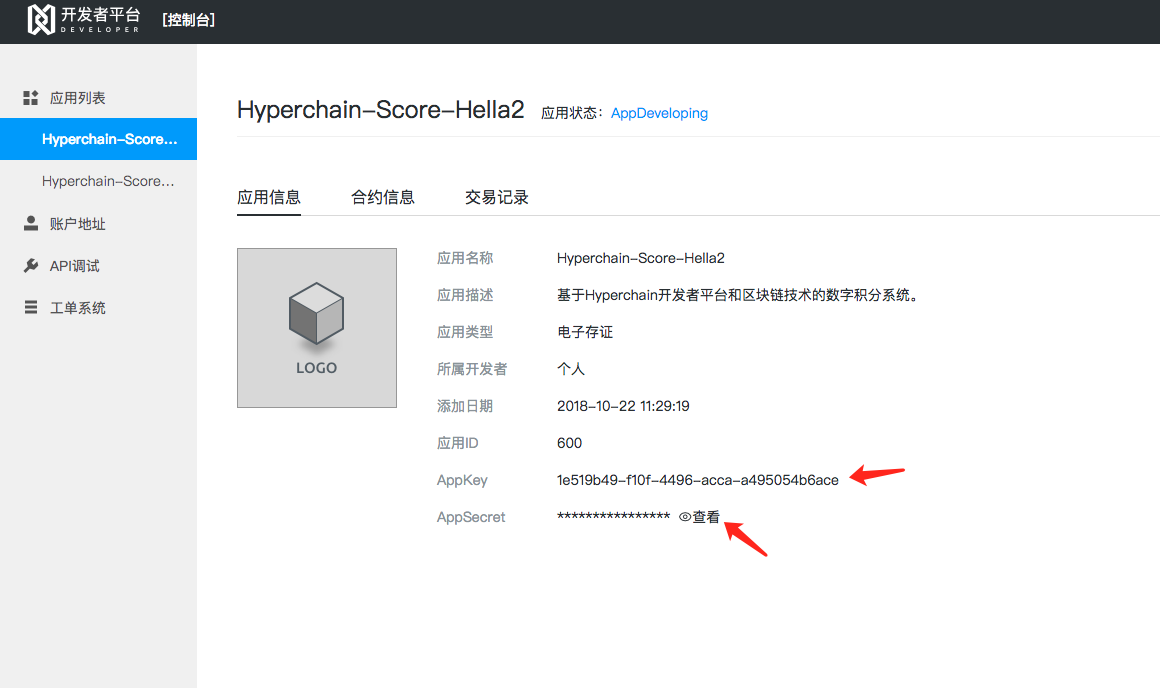 开发者平台 [控制台]
DEVELOPER
应用列表
Hyperchain-Score...
Hyperchain-Score...
账户地址
API调试
工单系统
Hyperchain-Score-Hella2 应用状态：AppDeveloping
应用信息 合约信息 交易记录
LOGO
应用名称 Hyperchain-Score-Hella2
应用描述 基于Hyperchain开发者平台和区块链技术的数字积分系统。
应用类型 电子存证
所属开发者 个人
添加日期 2018-10-22 11:29:19
应用ID 600
AppKey 1e519b49-f10f-4496-acca-a495054b6ace
AppSecret **************** 查看